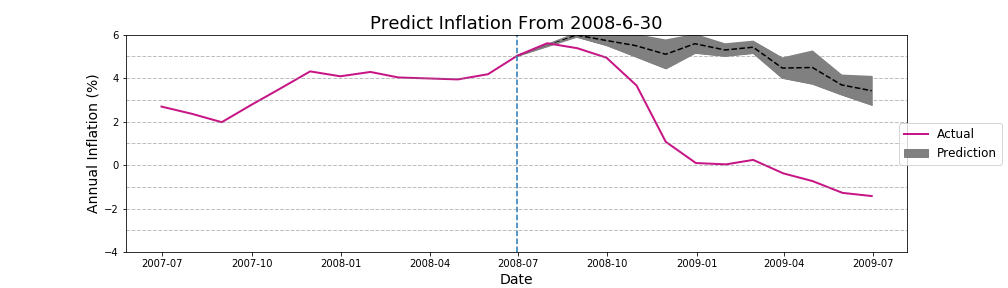 Predict Inflation From 2008-6-30
Annual Inflation (%)
6
4
2
0
−2
−4
2007-07 2007-10 2008-01 2008-04 2008-07 2008-10 2009-01 2009-04 2009-07
Date
Actual
Prediction